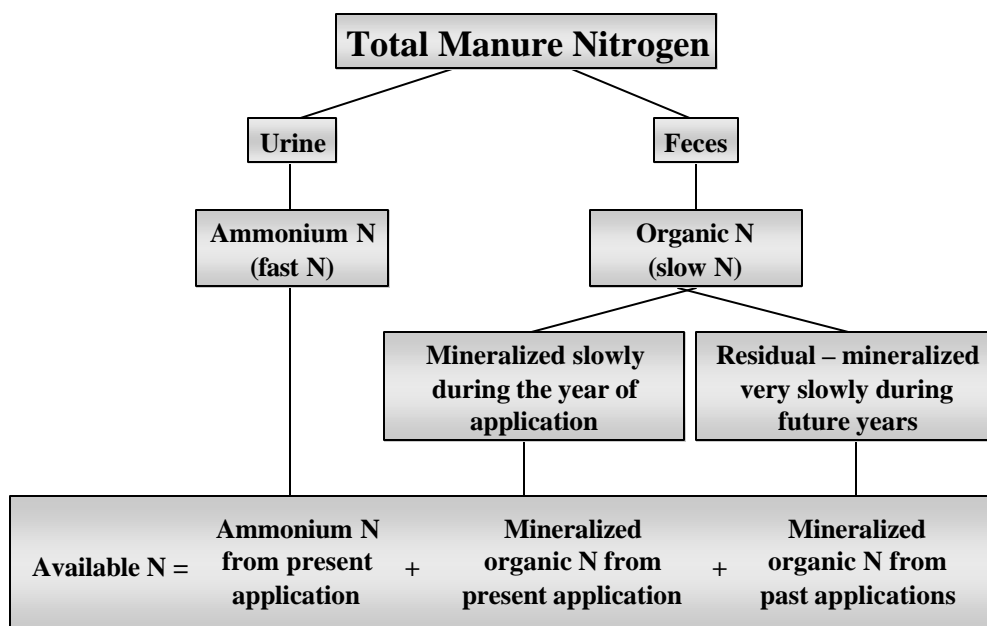 Total Manure Nitrogen
Urine
Feces
Ammonium N
(fast N)
Organic N
(slow N)
Mineralized slowly
during the year of
application
Residual – mineralized
very slowly during
future years
Available N =
Ammonium N
from present
application
+
Mineralized
organic N from
present application
+
Mineralized
organic N from
past applications